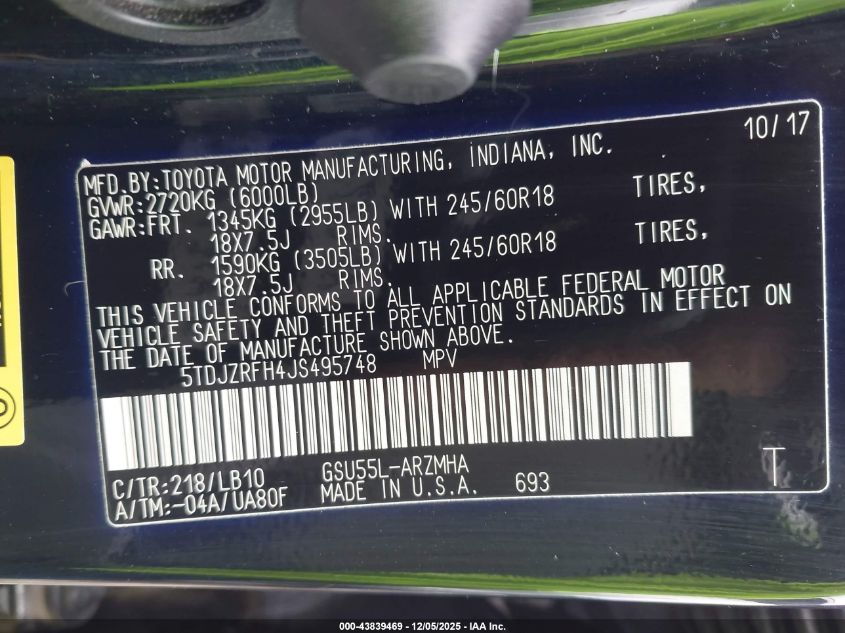 10/17
MFD.BY:TOYOTA MOTOR MANUFACTURING, INDIANA, INC.
GVWR:2720KG (6000LB)
GAWR:FRT. 1345KG (2955LB) WITH 245/60R18 TIRES,
18X7.5J RIMS.
RR. 1590KG (3505LB) WITH 245/60R18 TIRES,
18X7.5J RIMS.
THIS VEHICLE CONFORMS TO ALL APPLICABLE FEDERAL MOTOR
VEHICLE SAFETY AND THEFT PREVENTION STANDARDS IN EFFECT ON
THE DATE OF MANUFACTURE SHOWN ABOVE.
5TDJZRFH4JS495748 MPV
C/TR:218/LB10 GSU55L-ARZMHA
A/TM:-04A/UA80F MADE IN U.S.A. 693
T
000-43839469 - 12/05/2025 - IAA Inc.